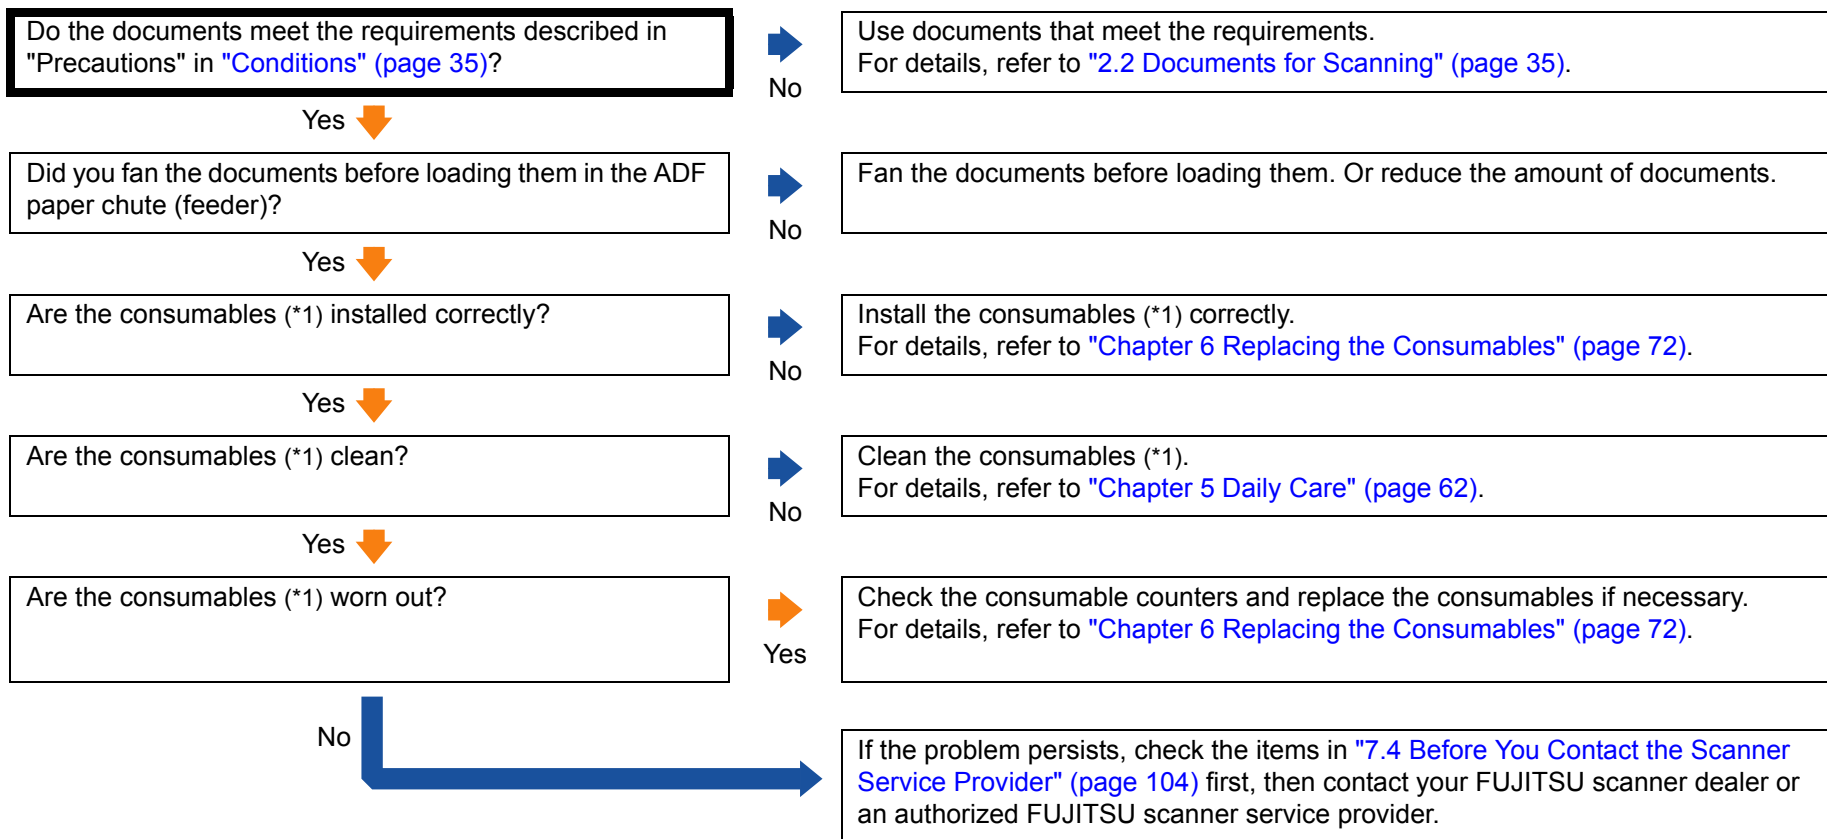 Do the documents meet the requirements described in
"Precautions" in "Conditions" (page 35)?
No
Use documents that meet the requirements.
For details, refer to "2.2 Documents for Scanning" (page 35).
Yes
Did you fan the documents before loading them in the ADF
paper chute (feeder)?
No
Fan the documents before loading them. Or reduce the amount of documents.
Yes
Are the consumables (*1) installed correctly?
No
Install the consumables (*1) correctly.
For details, refer to "Chapter 6 Replacing the Consumables" (page 72).
Yes
Are the consumables (*1) clean?
No
Clean the consumables (*1).
For details, refer to "Chapter 5 Daily Care" (page 62).
Yes
Are the consumables (*1) worn out?
Yes
Check the consumable counters and replace the consumables if necessary.
For details, refer to "Chapter 6 Replacing the Consumables" (page 72).
No
If the problem persists, check the items in "7.4 Before You Contact the Scanner
Service Provider" (page 104) first, then contact your FUJITSU scanner dealer or
an authorized FUJITSU scanner service provider.